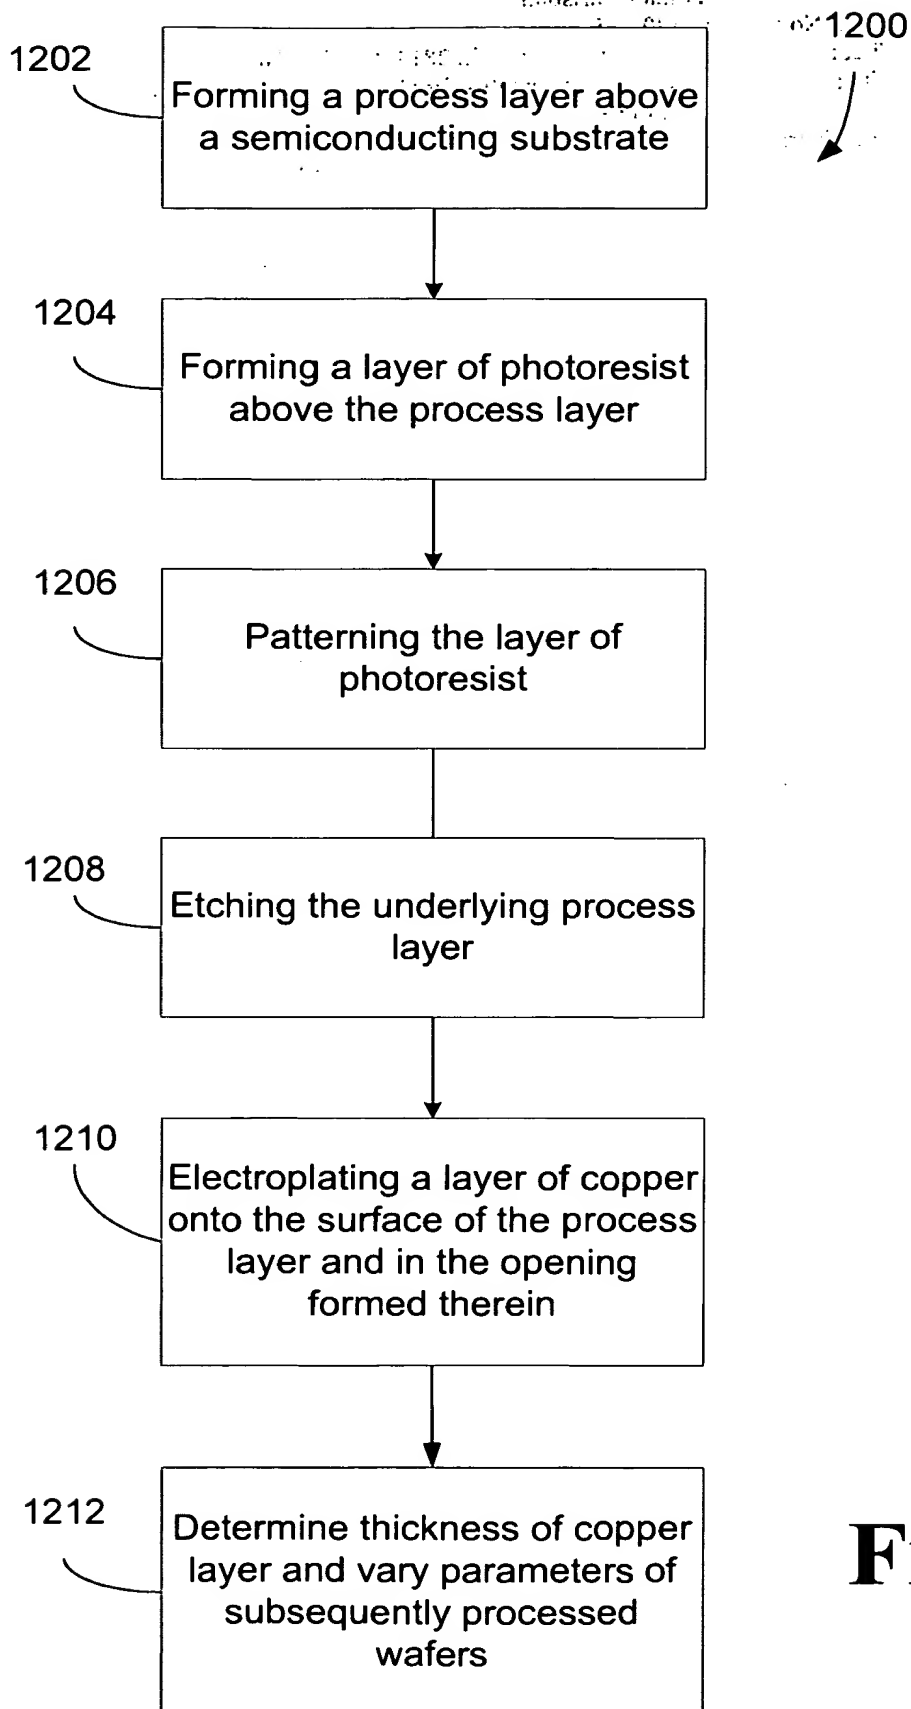 1200
1202
Forming a process layer above
a semiconducting substrate
1204
Forming a layer of photoresist
above the process layer
1206
Patterning the layer of
photoresist
1208
Etching the underlying process
layer
1210
Electroplating a layer of copper
onto the surface of the process
layer and in the opening
formed therein
1212
Determine thickness of copper
layer and vary parameters of
subsequently processed
wafers